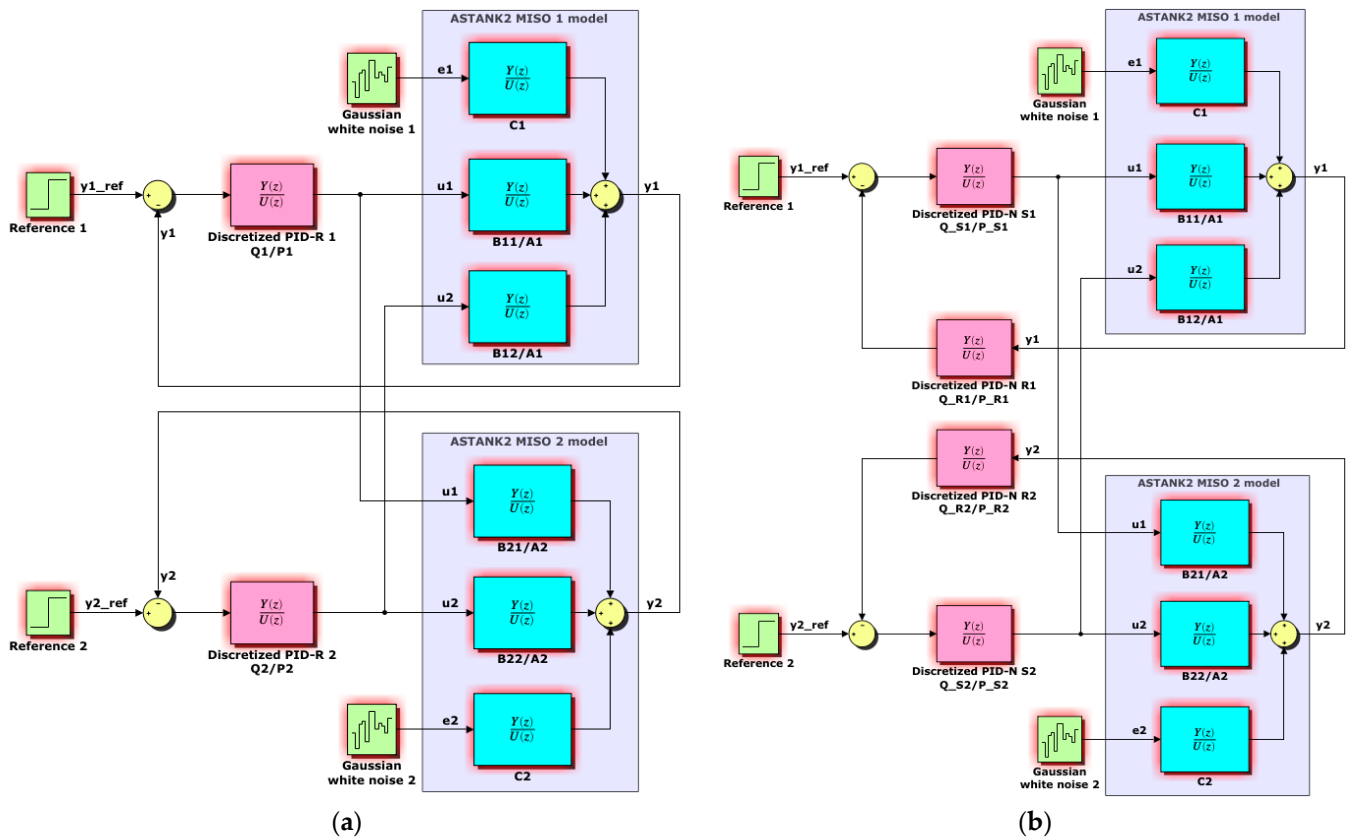 ASTANK2 MISO 1 model
e1
Y(z)
U(z)
C1
Gaussian
white noise 1
y1_ref
Reference 1
y1
Y(z)
U(z)
Discretized PID-R 1
Q1/P1
u1
Y(z)
U(z)
B11/A1
y1
u2
Y(z)
U(z)
B12/A1
ASTANK2 MISO 2 model
u1
Y(z)
U(z)
B21/A2
y2
y2_ref
Reference 2
Y(z)
U(z)
Discretized PID-R 2
Q2/P2
u2
Y(z)
U(z)
B22/A2
y2
e2
Y(z)
U(z)
C2
Gaussian
white noise 2
(a)
ASTANK2 MISO 1 model
e1
Y(z)
U(z)
C1
Gaussian
white noise 1
y1_ref
Reference 1
Y(z)
U(z)
Discretized PID-N S1
Q_S1/P_S1
u1
Y(z)
U(z)
B11/A1
y1
u2
Y(z)
U(z)
B12/A1
Y(z)
U(z)
y1
Discretized PID-N R1
Q_R1/P_R1
Y(z)
U(z)
y2
Discretized PID-N R2
Q_R2/P_R2
ASTANK2 MISO 2 model
u1
Y(z)
U(z)
B21/A2
y2_ref
Reference 2
Y(z)
U(z)
Discretized PID-N S2
Q_S2/P_S2
u2
Y(z)
U(z)
B22/A2
y2
e2
Y(z)
U(z)
C2
Gaussian
white noise 2
(b)